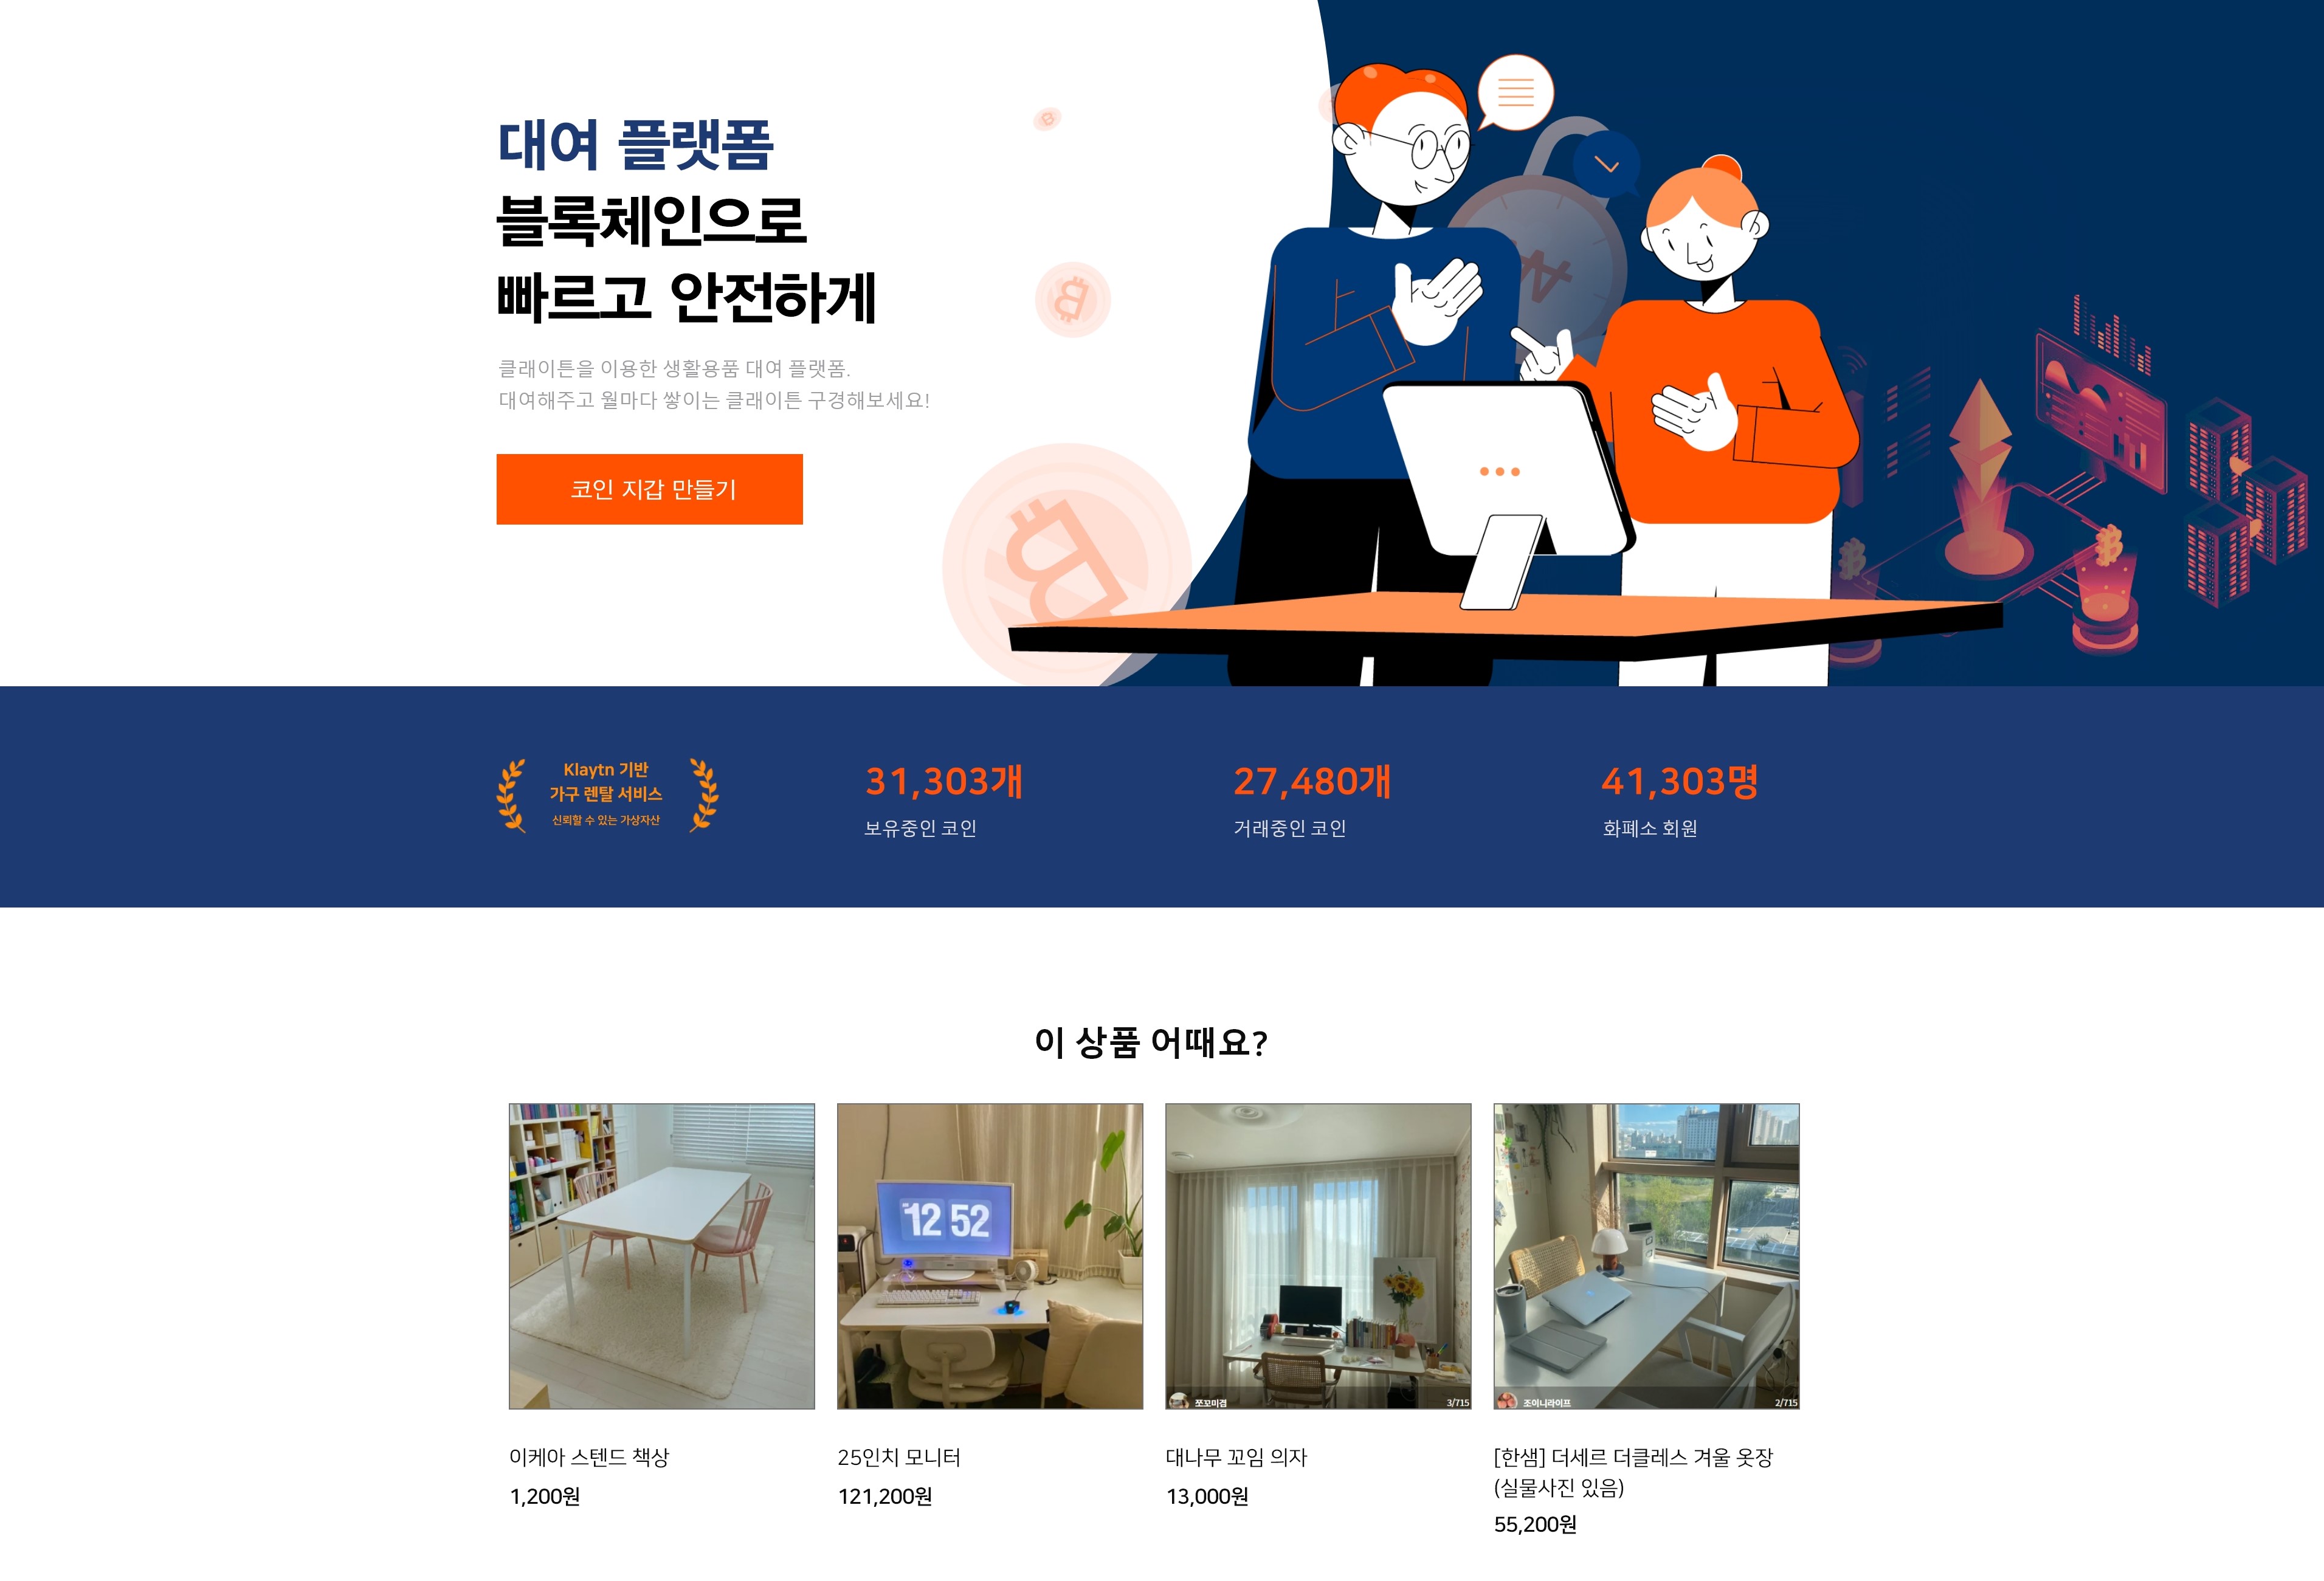 대여 플랫폼
블록체인으로
빠르고 안전하게
클래이튼을 이용한 생활용품 대여 플랫폼.
대여해주고 월마다 쌓이는 클래이튼 구경해보세요!
코인 지갑 만들기
Klaytn 기반
가구 렌탈 서비스
신뢰할 수 있는 가상자산
31,303개
보유중인 코인
27,480개
거래중인 코인
41,303명
화폐소 회원
이 상품 어때요?
12 52
쪼꼬미겸
3/715
조이니라이프
2/715
이케아 스텐드 책상
1,200원
25인치 모니터
121,200원
대나무 꼬임 의자
13,000원
[한샘] 더세르 더클레스 겨울 옷장
(실물사진 있음)
55,200원